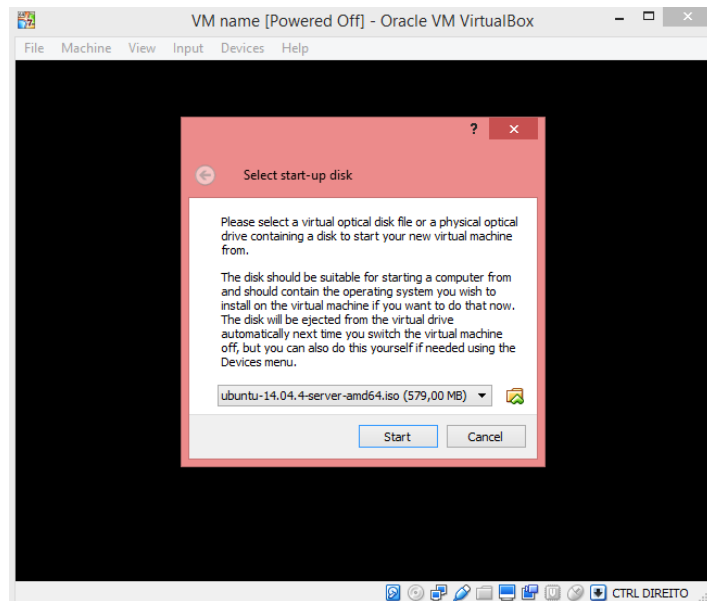 VM name [Powered Off] - Oracle VM VirtualBox
File Machine View Input Devices Help
?
Select start-up disk
Please select a virtual optical disk file or a physical optical
drive containing a disk to start your new virtual machine
from.
The disk should be suitable for starting a computer from
and should contain the operating system you wish to
install on the virtual machine if you want to do that now.
The disk will be ejected from the virtual drive
automatically next time you switch the virtual machine
off, but you can also do this yourself if needed using the
Devices menu.
ubuntu-14.04.4-server-amd64.iso (579,00 MB)
Start Cancel
CTRL DIREITO